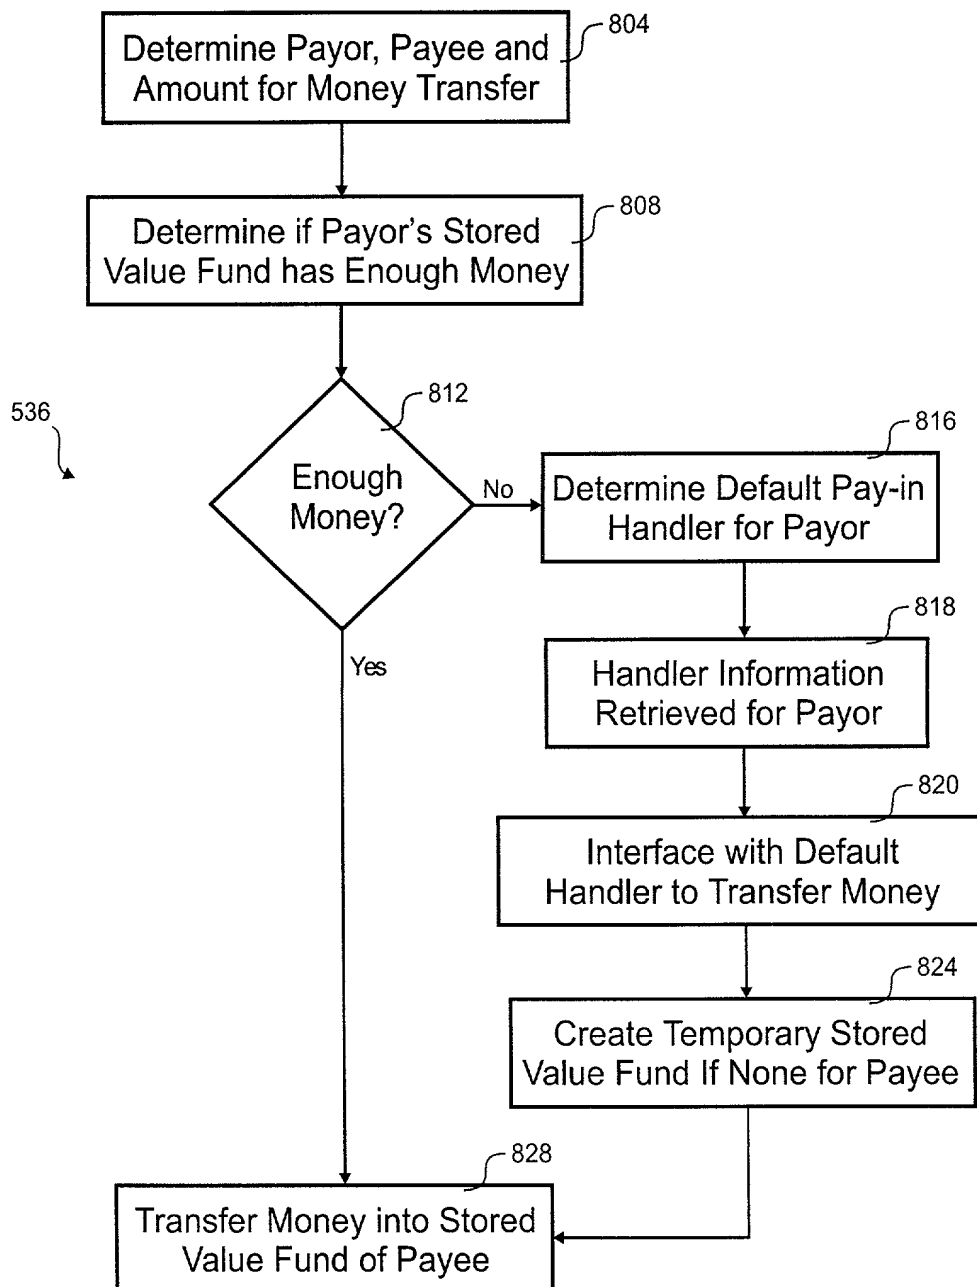 804
Determine Payor, Payee and
Amount for Money Transfer
808
Determine if Payor's Stored
Value Fund has Enough Money
812
536
Enough
Money?
No
Yes
816
Determine Default Pay-in
Handler for Payor
818
Handler Information
Retrieved for Payor
820
Interface with Default
Handler to Transfer Money
824
Create Temporary Stored
Value Fund If None for Payee
828
Transfer Money into Stored
Value Fund of Payee